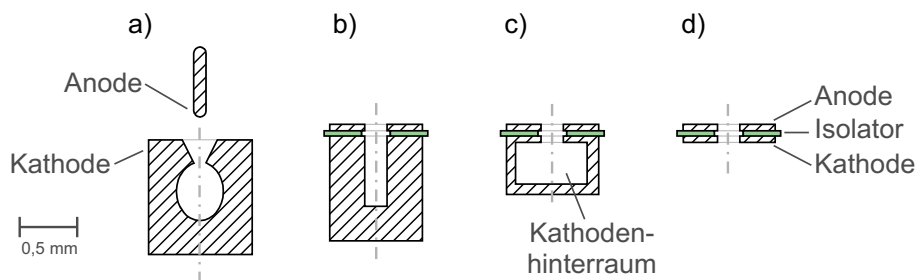 a)
b)
c)
d)
Anode
Kathode
Anode
Isolator
Kathode
0,5 mm
Kathoden-
hinterraum